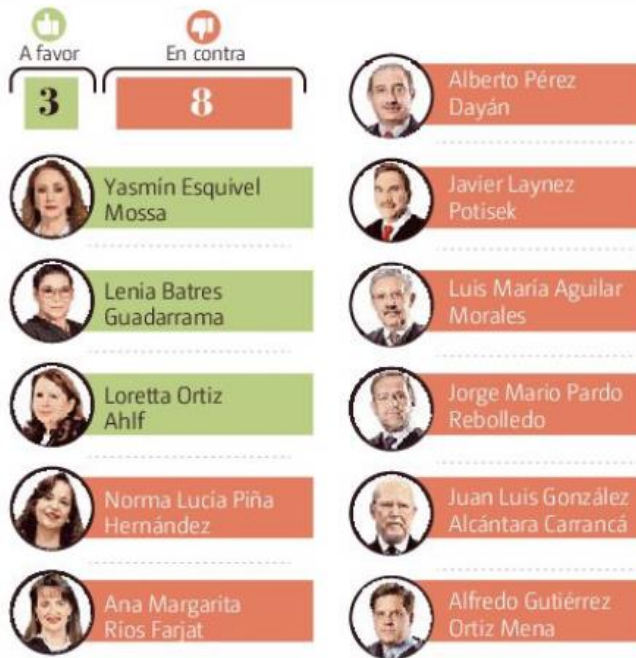 A favor
En contra
3
8
Yasmín Esquivel
Mossa
Lenia Batres
Guadarrama
Loretta Ortiz
Ahlf
Norma Lucía Piña
Hernández
Ana Margarita
Ríos Farjat
Alberto Pérez
Dayán
Javier Laynez
Potisek
Luis María Aguilar
Morales
Jorge Mario Pardo
Rebolledo
Juan Luis González
Alcántara Carrancá
Alfredo Gutiérrez
Ortiz Mena